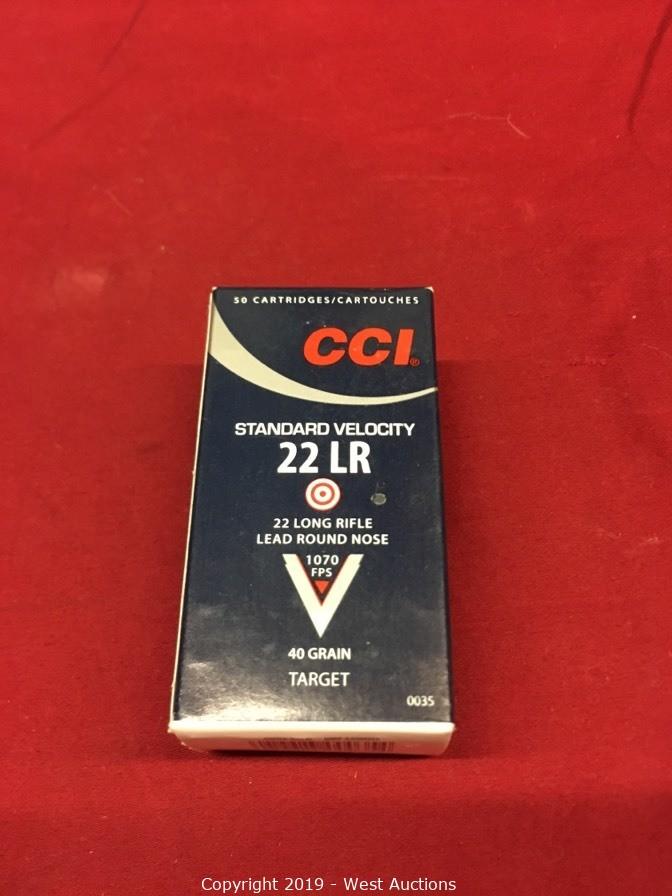 50 CARTRIDGES/CARTOUCHES
CCI®
STANDARD VELOCITY
22 LR
22 LONG RIFLE
LEAD ROUND NOSE
1070
FPS
40 GRAIN
TARGET
0035
Copyright 2019 - West Auctions